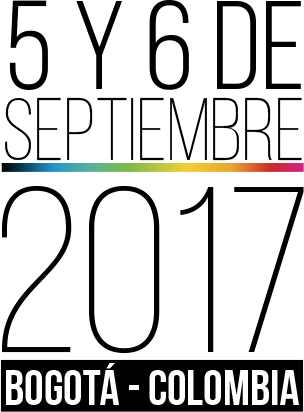 5 Y 6 DE
SEPTIEMBRE
2017
BOGOTÁ - COLOMBIA